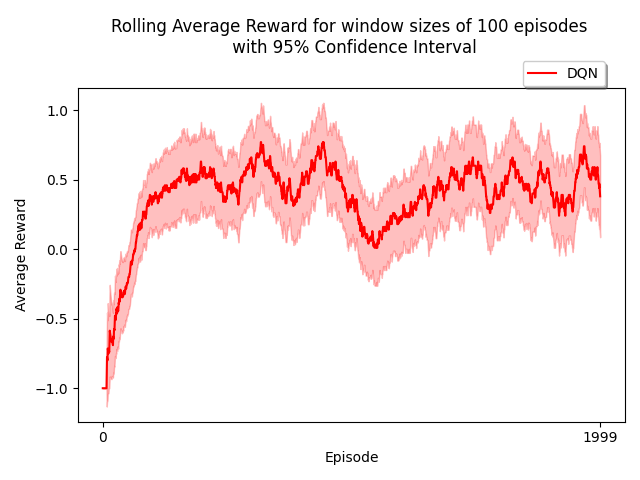 Rolling Average Reward for window sizes of 100 episodes
with 95% Confidence Interval
DQN
1.0
0.5
0.0
−0.5
−1.0
Average Reward
0
1999
Episode